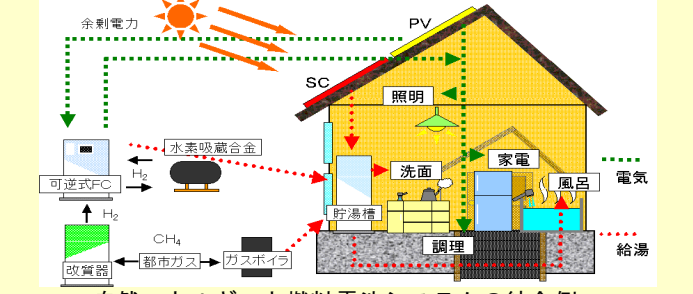 余剰電力
PV
SC
照明
水素吸蔵合金
洗面
家電
電気
可逆式FC
H2
風呂
貯湯槽
H2
CH4
調理
給湯
改質器
都市ガス
ガスボイラ